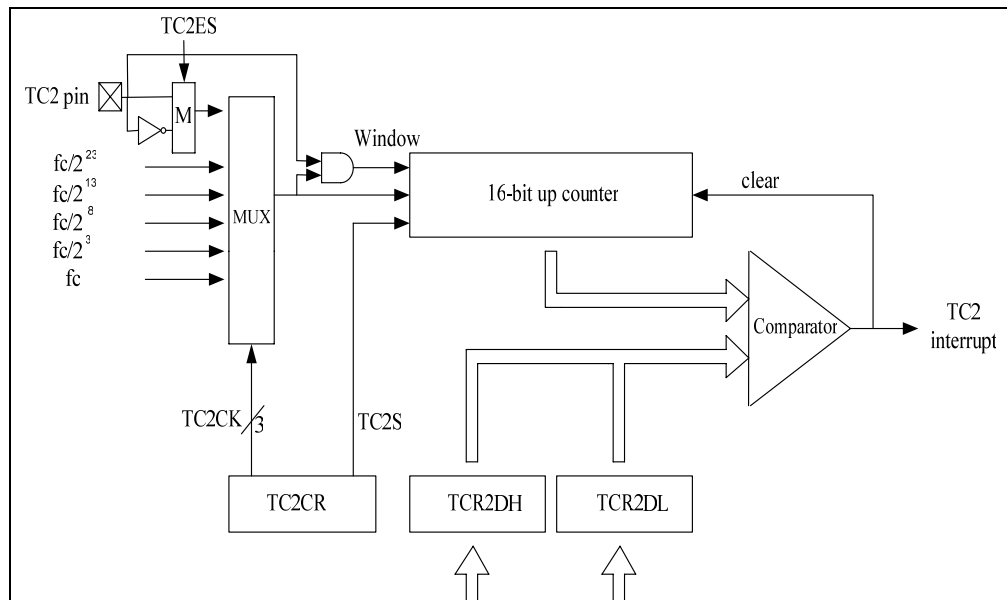 TC2ES
TC2 pin
M
fc/2^23
fc/2^13
fc/2^8
fc/2^3
fc
MUX
Window
16-bit up counter
clear
Comparator
TC2
interrupt
TC2CK
3
TC2S
TC2CR
TCR2DH
TCR2DL